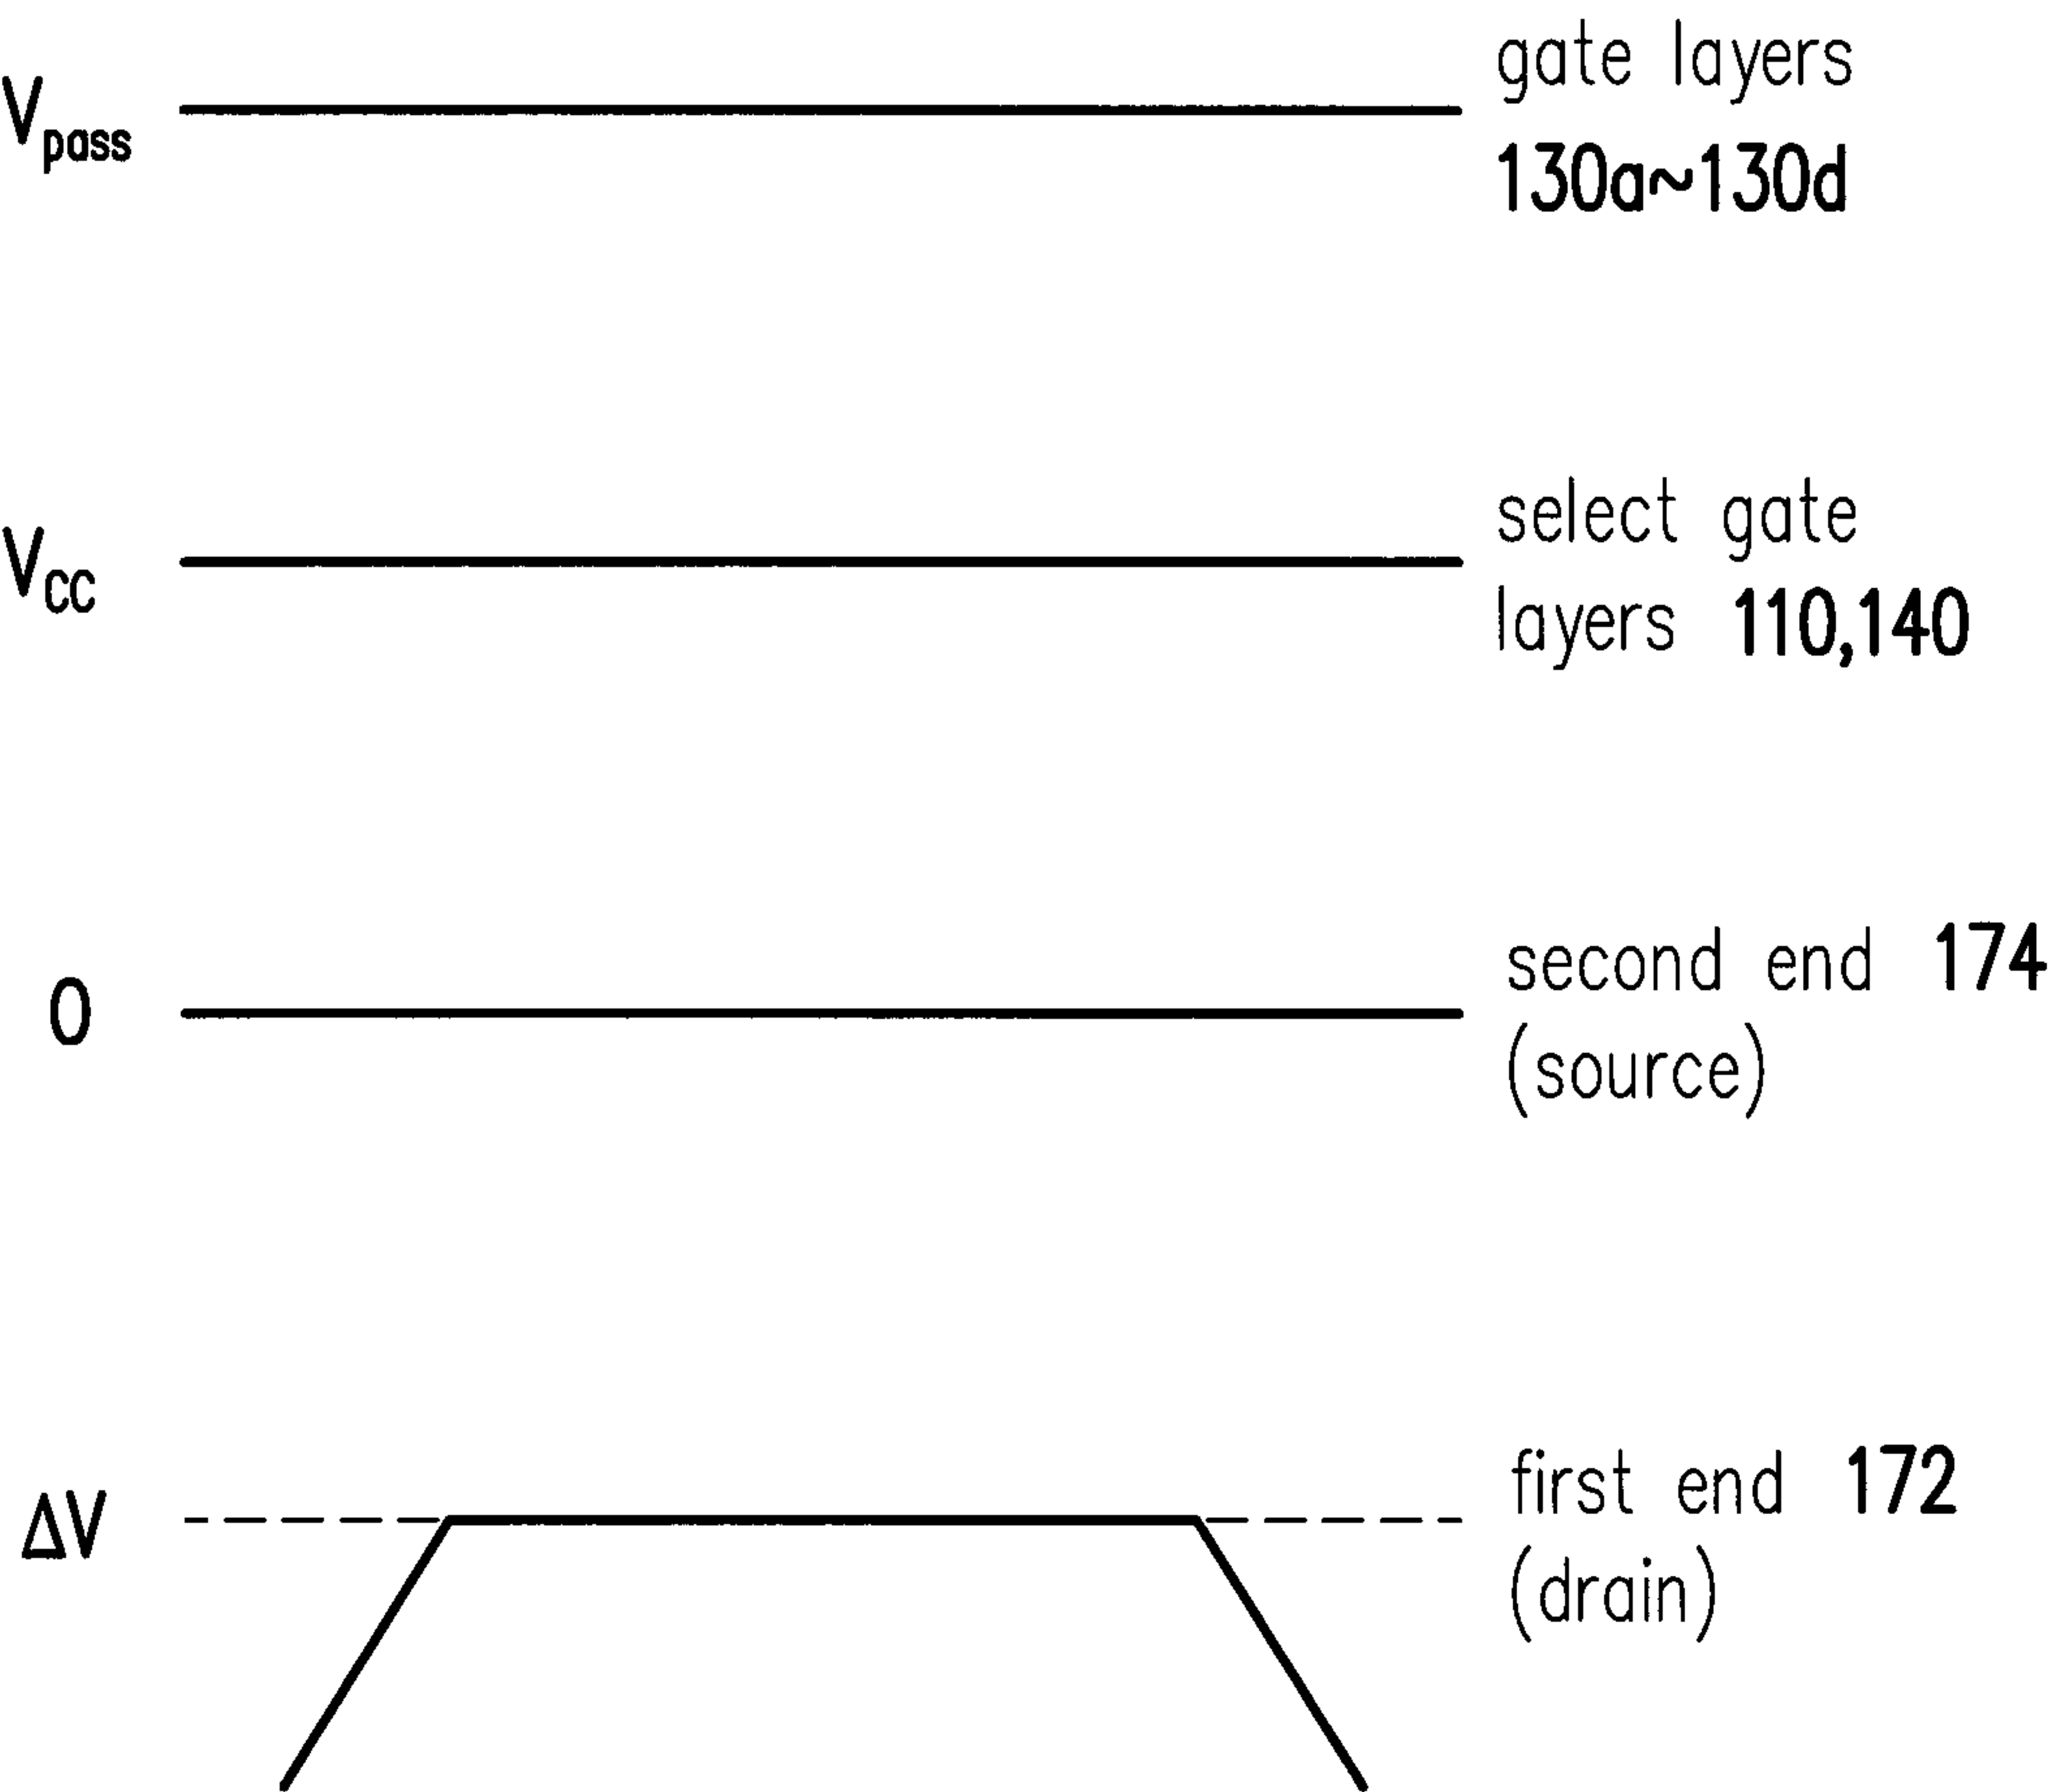 V_pass
gate layers
130a~130d
V_CC
select gate
layers 110,140
0
second end 174
(source)
ΔV
first end 172
(drain)